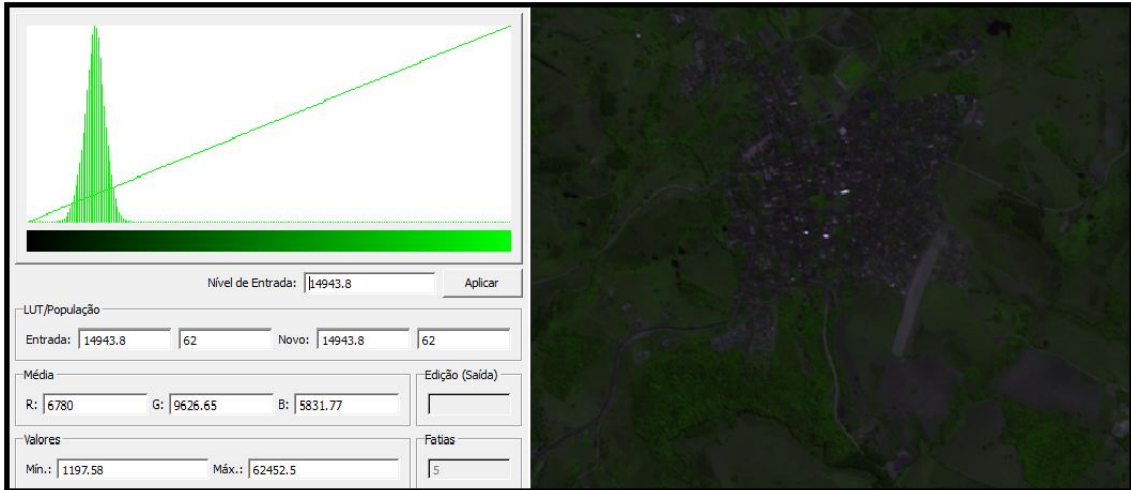 Nível de Entrada: 14943.8 Aplicar
LUT/População
Entrada: 14943.8 62 Novo: 14943.8 62
Média Edição (Saída)
R: 6780 G: 9626.65 B: 5831.77
Valores Fatias
Mín.: 1197.58 Máx.: 62452.5 5